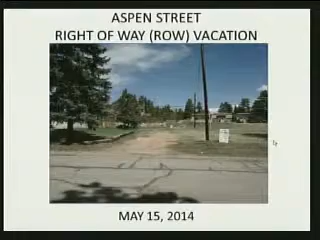 ASPEN STREET
RIGHT OF WAY (ROW) VACATION
MAY 15, 2014